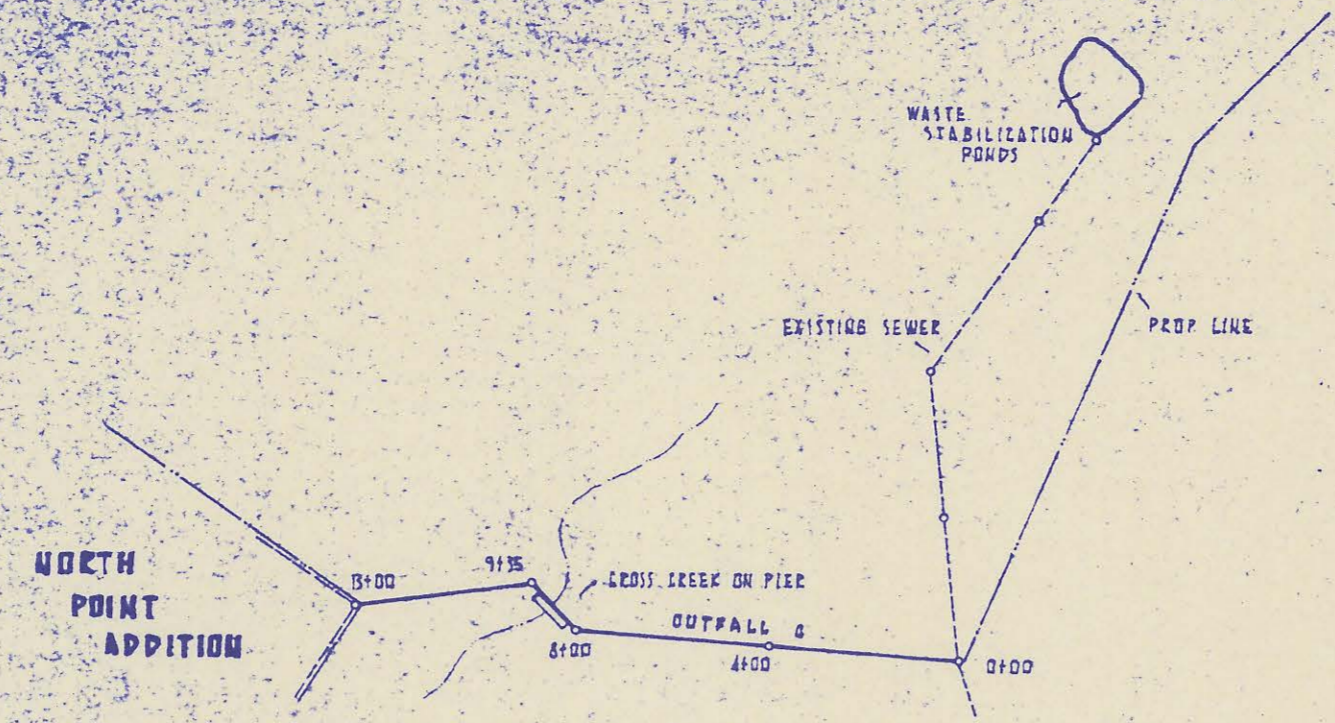 WASTE
STABILIZATION
PONDS
EXISTING SEWER
PROP. LINE
NORTH
POINT
ADDITION
13+00
9+35
CROSS CREEK ON PIER
8+00
OUTFALL
4+00
0+00